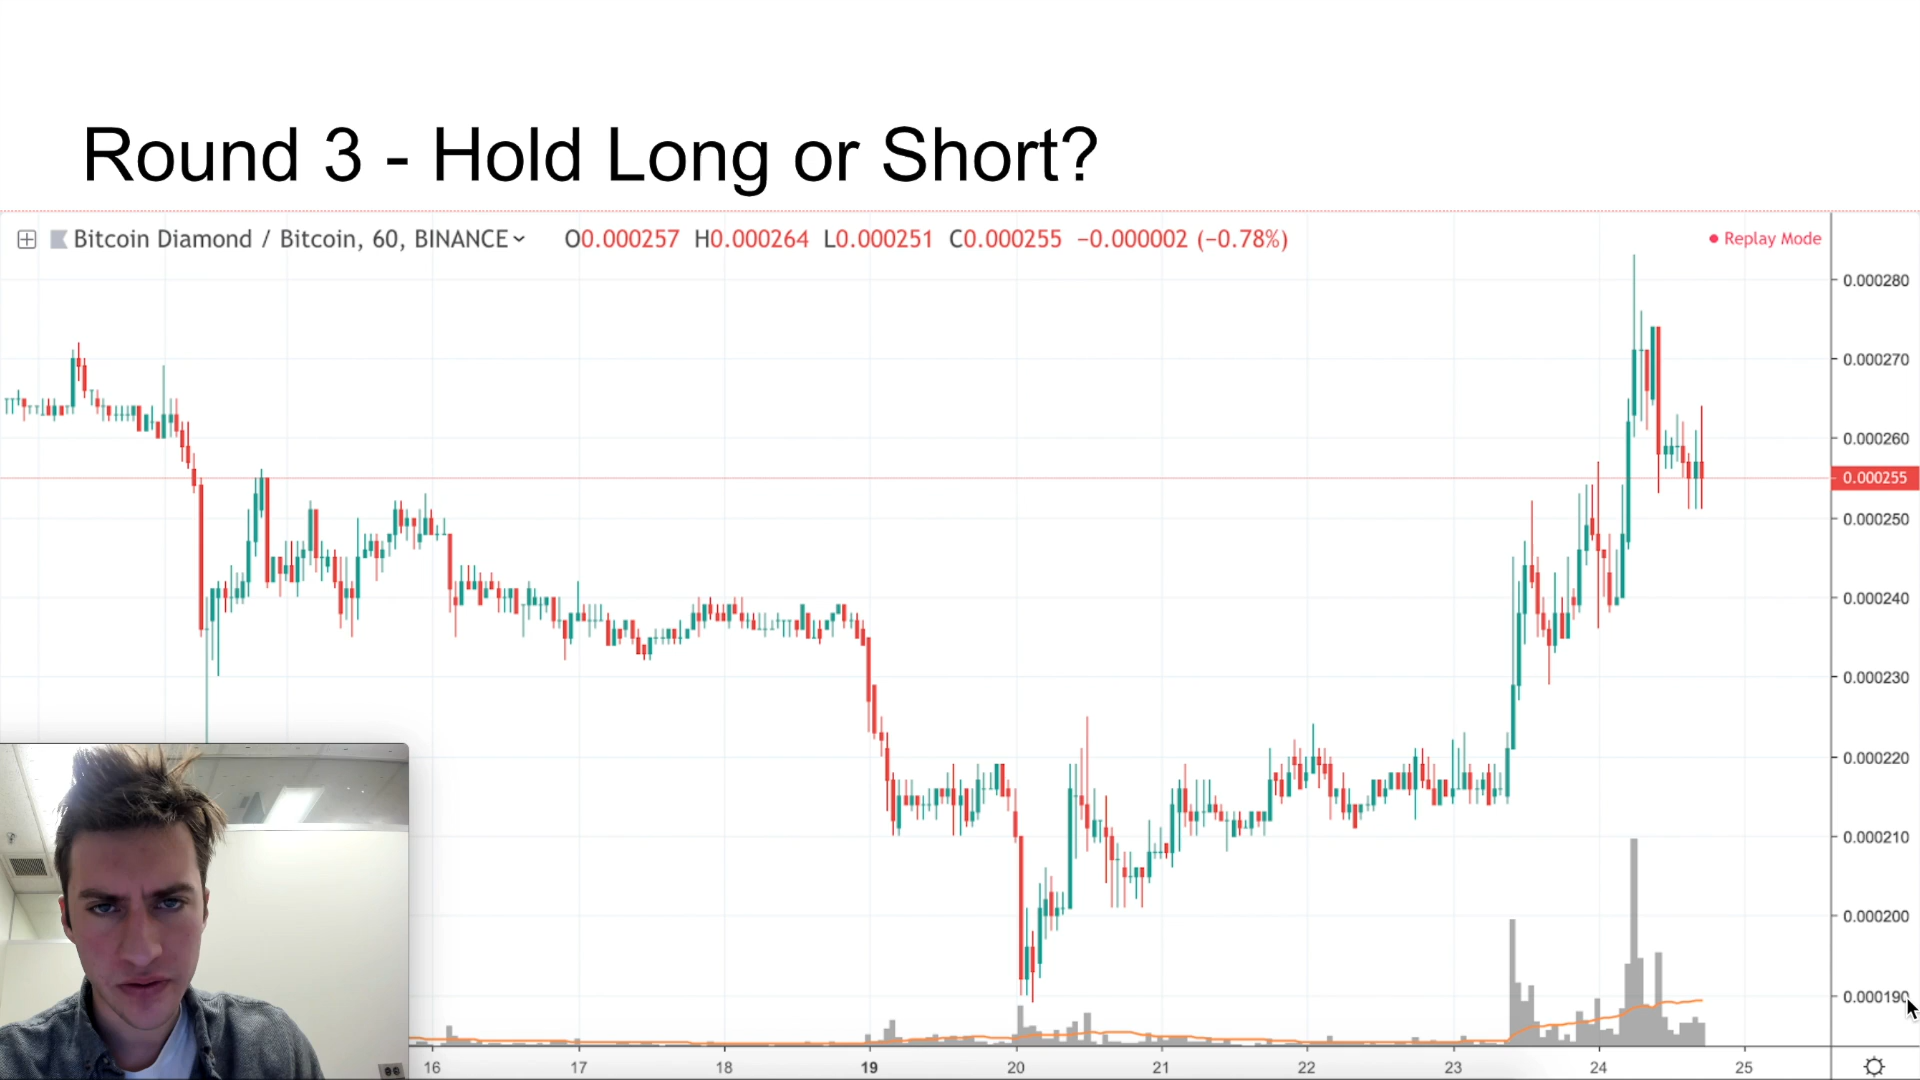 Round 3 - Hold Long or Short?
Bitcoin Diamond / Bitcoin, 60, BINANCE O0.000257 H0.000264 L0.000251 C0.000255 −0.000002 (−0.78%)
Replay Mode
0.000280
0.000270
0.000260
0.000255
0.000250
0.000240
0.000230
0.000220
0.000210
0.000200
0.000190
16 17 18 19 20 21 22 23 24 25